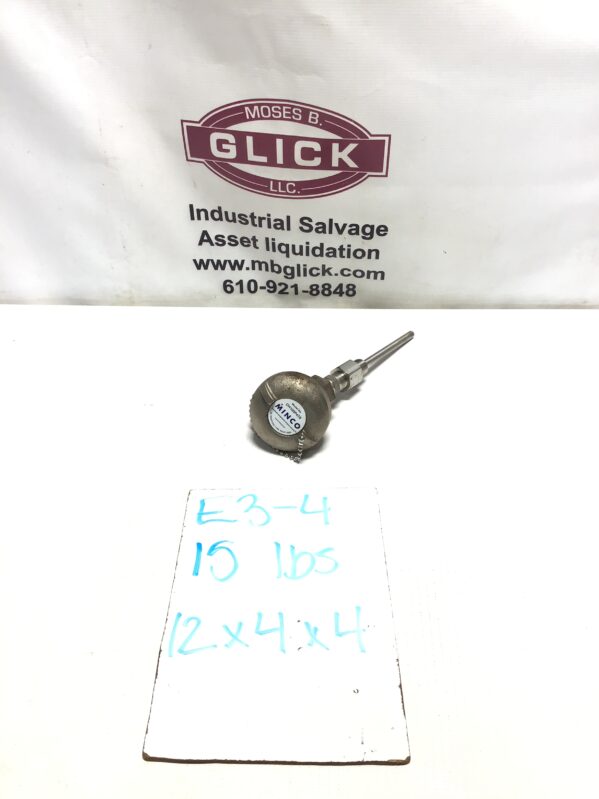 MOSES B.
GLICK
LLC.
Industrial Salvage
Asset liquidation
www.mbglick.com
610-921-8848
MINCO
E3-4
15 lbs
12x4x4